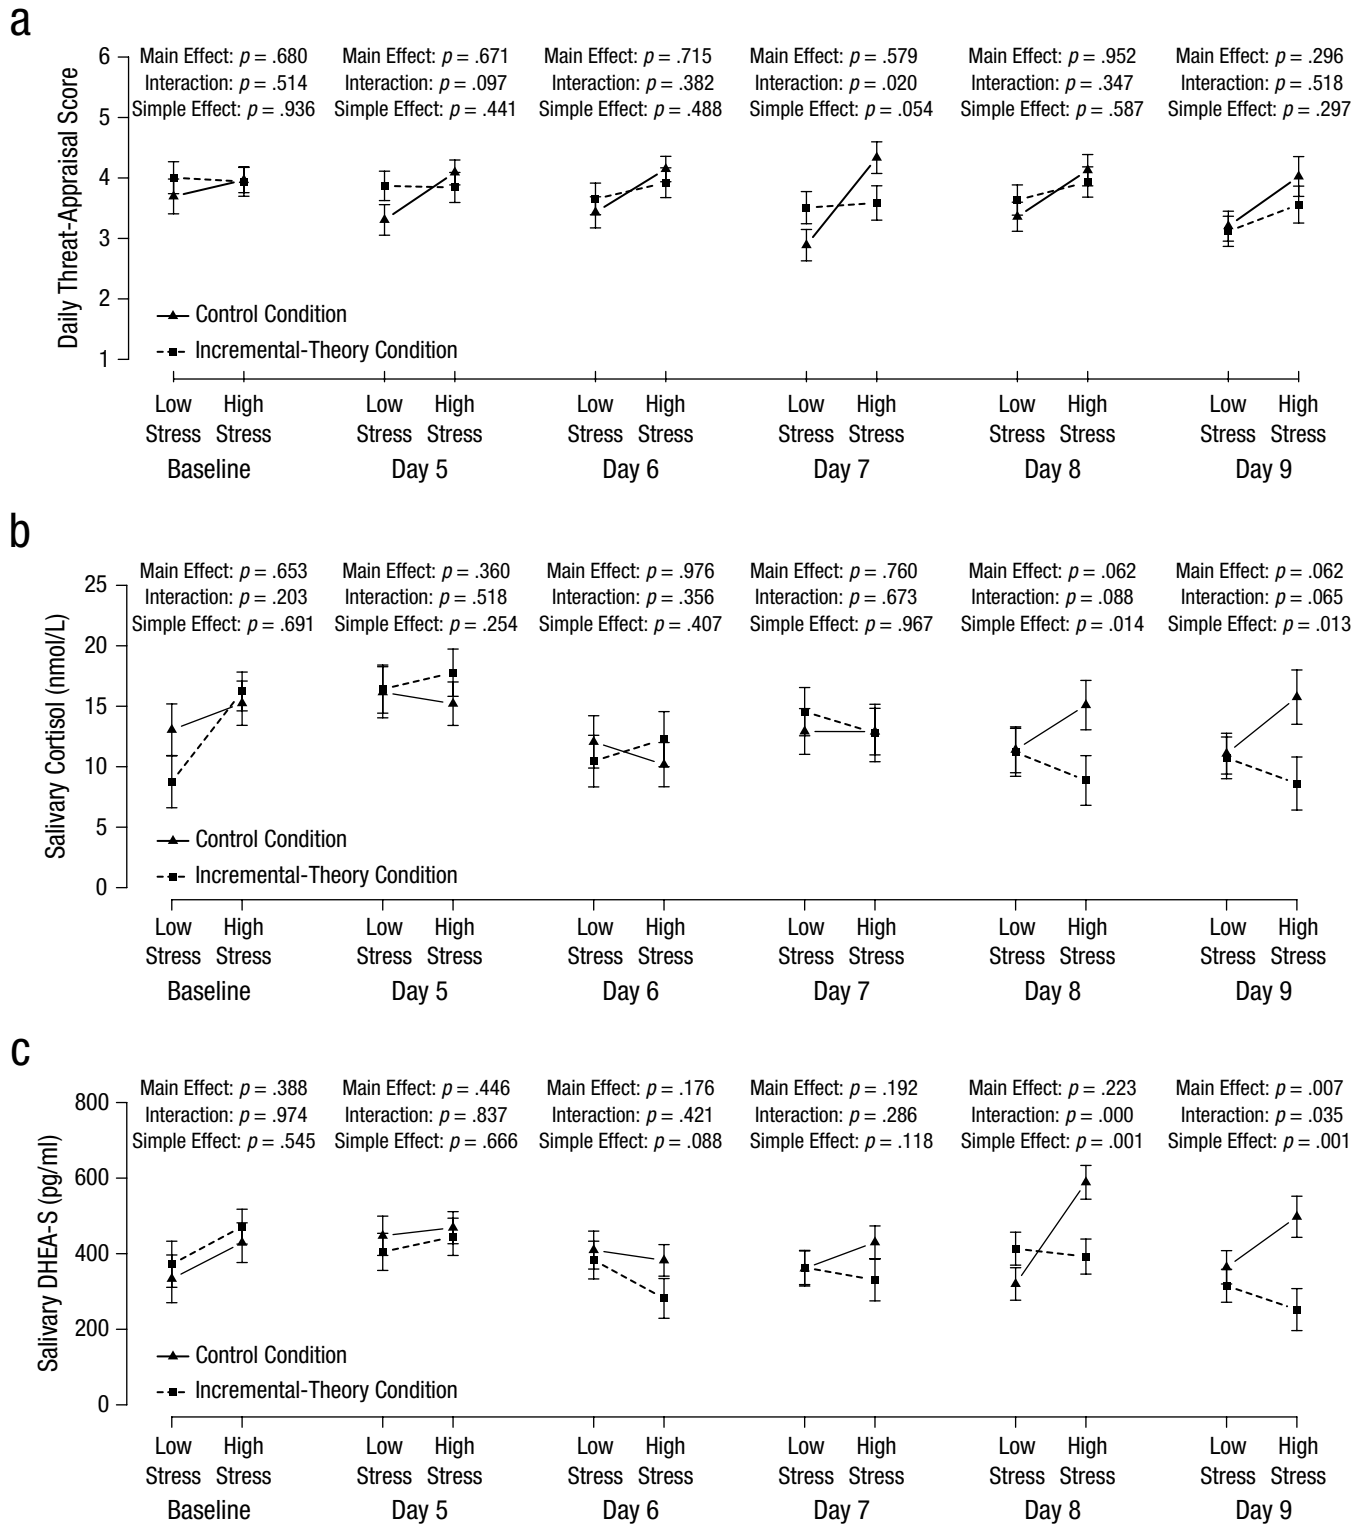 a
Main Effect: p = .680 Main Effect: p = .671 Main Effect: p = .715 Main Effect: p = .579 Main Effect: p = .952 Main Effect: p = .296
Interaction: p = .514 Interaction: p = .097 Interaction: p = .382 Interaction: p = .020 Interaction: p = .347 Interaction: p = .518
Simple Effect: p = .936 Simple Effect: p = .441 Simple Effect: p = .488 Simple Effect: p = .054 Simple Effect: p = .587 Simple Effect: p = .297
Daily Threat-Appraisal Score
6
5
4
3
2
1
Control Condition
Incremental-Theory Condition
Low High Low High Low High Low High Low High Low High
Stress Stress Stress Stress Stress Stress Stress Stress Stress Stress Stress Stress
Baseline Day 5 Day 6 Day 7 Day 8 Day 9
b
Main Effect: p = .653 Main Effect: p = .360 Main Effect: p = .976 Main Effect: p = .760 Main Effect: p = .062 Main Effect: p = .062
Interaction: p = .203 Interaction: p = .518 Interaction: p = .356 Interaction: p = .673 Interaction: p = .088 Interaction: p = .065
Simple Effect: p = .691 Simple Effect: p = .254 Simple Effect: p = .407 Simple Effect: p = .967 Simple Effect: p = .014 Simple Effect: p = .013
Salivary Cortisol (nmol/L)
25
20
15
10
5
0
Control Condition
Incremental-Theory Condition
Low High Low High Low High Low High Low High Low High
Stress Stress Stress Stress Stress Stress Stress Stress Stress Stress Stress Stress
Baseline Day 5 Day 6 Day 7 Day 8 Day 9
c
Main Effect: p = .388 Main Effect: p = .446 Main Effect: p = .176 Main Effect: p = .192 Main Effect: p = .223 Main Effect: p = .007
Interaction: p = .974 Interaction: p = .837 Interaction: p = .421 Interaction: p = .286 Interaction: p = .000 Interaction: p = .035
Simple Effect: p = .545 Simple Effect: p = .666 Simple Effect: p = .088 Simple Effect: p = .118 Simple Effect: p = .001 Simple Effect: p = .001
Salivary DHEA-S (pg/ml)
800
600
400
200
0
Control Condition
Incremental-Theory Condition
Low High Low High Low High Low High Low High Low High
Stress Stress Stress Stress Stress Stress Stress Stress Stress Stress Stress Stress
Baseline Day 5 Day 6 Day 7 Day 8 Day 9